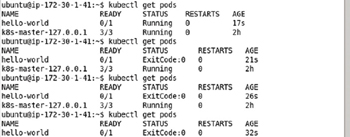 ubuntu@ip-172-30-1-41:~$ kubectl get pods
NAME READY STATUS RESTARTS AGE
hello-world 0/1 Running 0 17s
k8s-master-127.0.0.1 3/3 Running 0 2h
ubuntu@ip-172-30-1-41:~$ kubectl get pods
NAME READY STATUS RESTARTS AGE
hello-world 0/1 ExitCode:0 0 21s
k8s-master-127.0.0.1 3/3 Running 0 2h
ubuntu@ip-172-30-1-41:~$ kubectl get pods
NAME READY STATUS RESTARTS AGE
hello-world 0/1 ExitCode:0 0 26s
k8s-master-127.0.0.1 3/3 Running 0 2h
ubuntu@ip-172-30-1-41:~$ kubectl get pods
NAME READY STATUS RESTARTS AGE
hello-world 0/1 ExitCode:0 0 32s